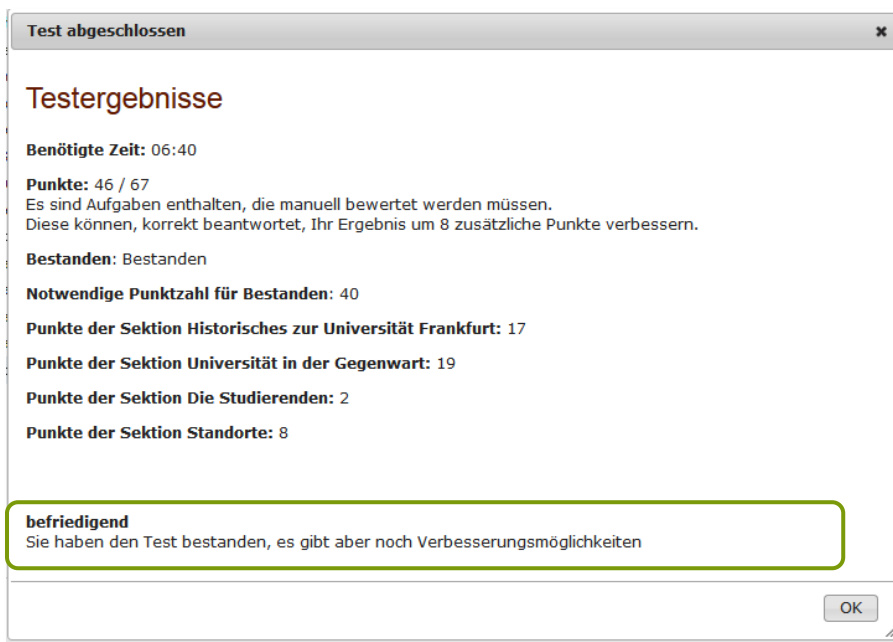 Test abgeschlossen
Testergebnisse
Benötigte Zeit: 06:40
Punkte: 46 / 67
Es sind Aufgaben enthalten, die manuell bewertet werden müssen.
Diese können, korrekt beantwortet, Ihr Ergebnis um 8 zusätzliche Punkte verbessern.
Bestanden: Bestanden
Notwendige Punktzahl für Bestanden: 40
Punkte der Sektion Historisches zur Universität Frankfurt: 17
Punkte der Sektion Universität in der Gegenwart: 19
Punkte der Sektion Die Studierenden: 2
Punkte der Sektion Standorte: 8
befriedigend
Sie haben den Test bestanden, es gibt aber noch Verbesserungsmöglichkeiten
OK